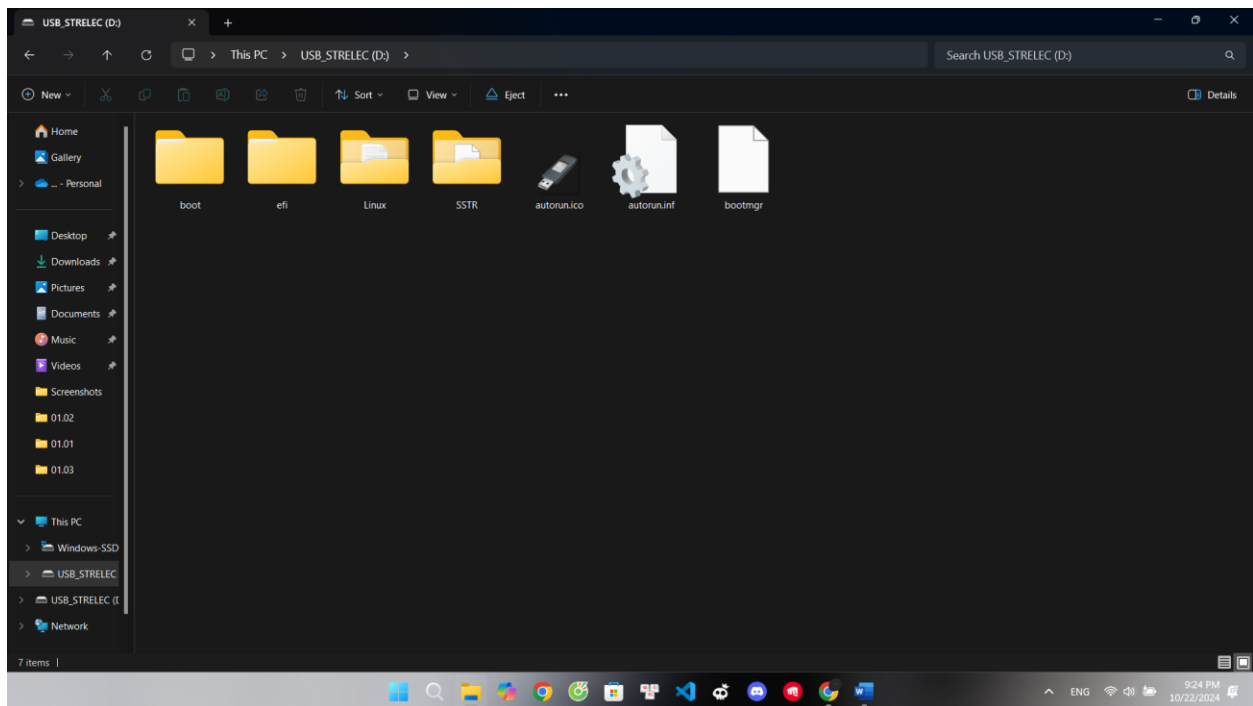 USB_STRELEC (D:)
This PC > USB_STRELEC (D:) >
Search USB_STRELEC (D:)
New
Sort
View
Eject
Details
Home
Gallery
... - Personal
Desktop
Downloads
Pictures
Documents
Music
Videos
Screenshots
01.02
01.01
01.03
This PC
Windows-SSD
USB_STRELEC
USB_STRELEC (D
Network
boot
efi
Linux
SSTR
autorun.ico
autorun.inf
bootmgr
7 items
ENG
9:24 PM
10/22/2024